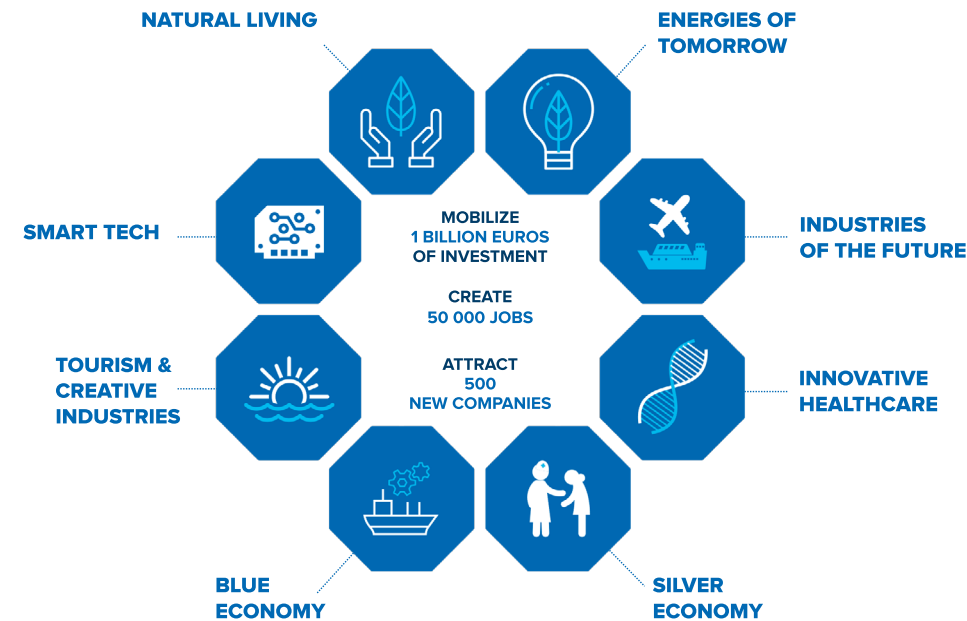 NATURAL LIVING
ENERGIES OF
TOMORROW
SMART TECH
MOBILIZE
1 BILLION EUROS
OF INVESTMENT
CREATE
50 000 JOBS
ATTRACT
500
NEW COMPANIES
INDUSTRIES
OF THE FUTURE
TOURISM &
CREATIVE
INDUSTRIES
INNOVATIVE
HEALTHCARE
BLUE
ECONOMY
SILVER
ECONOMY